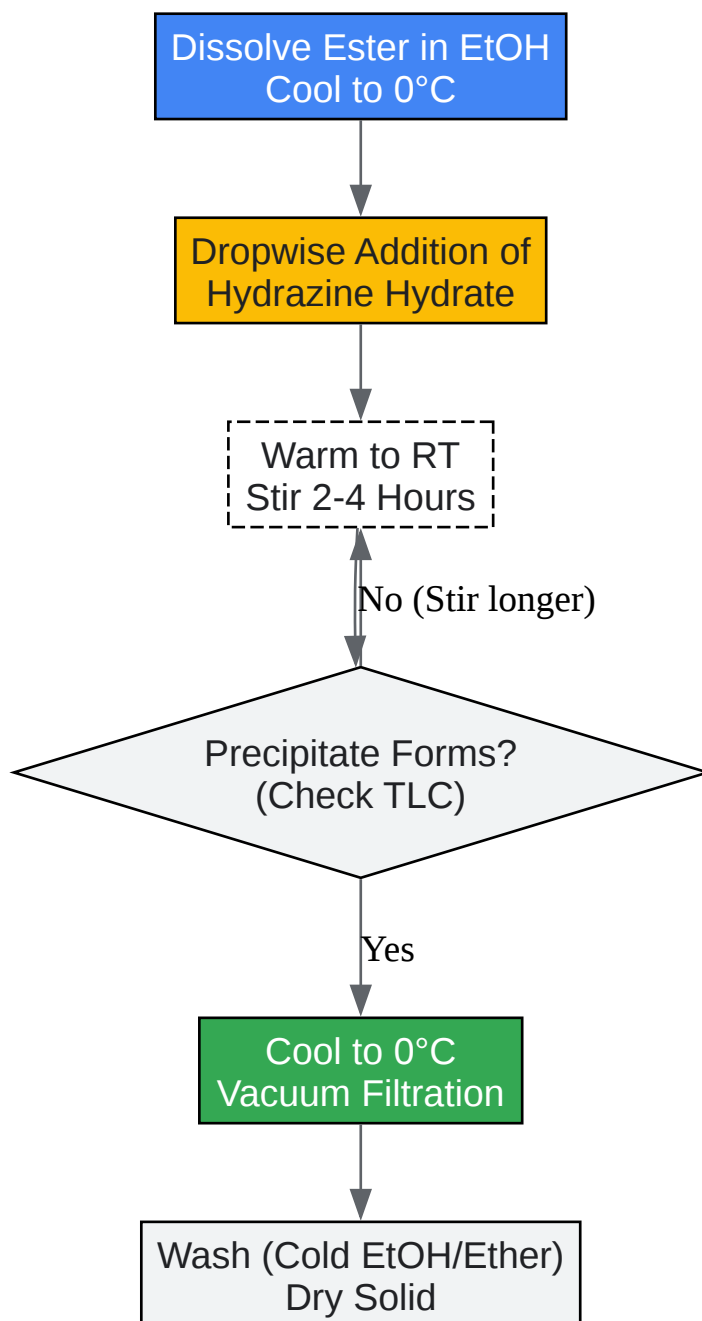 Dissolve Ester in EtOH
Cool to 0°C
Dropwise Addition of
Hydrazine Hydrate
Warm to RT
Stir 2-4 Hours
No (Stir longer)
Precipitate Forms?
(Check TLC)
Yes
Cool to 0°C
Vacuum Filtration
Wash (Cold EtOH/Ether)
Dry Solid